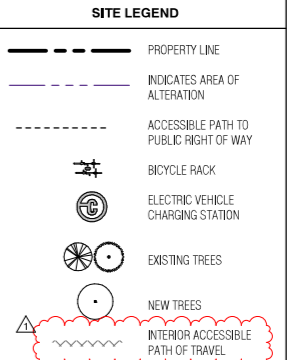 SITE LEGEND
PROPERTY LINE
INDICATES AREA OF
ALTERATION
ACCESSIBLE PATH TO
PUBLIC RIGHT OF WAY
BICYCLE RACK
ELECTRIC VEHICLE
CHARGING STATION
EXISTING TREES
NEW TREES
1
INTERIOR ACCESSIBLE
PATH OF TRAVEL